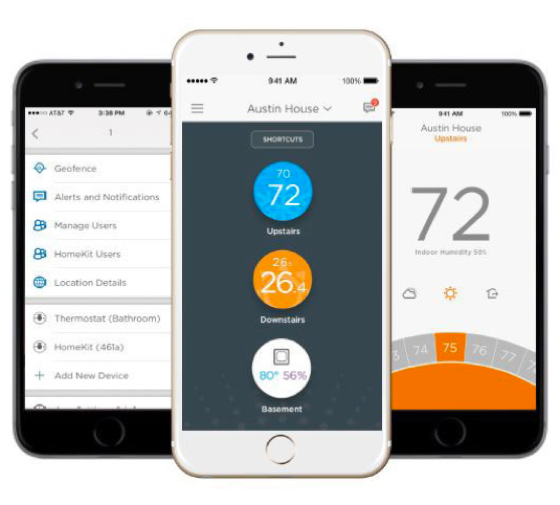 AT&T
3:38 PM
1
Geofence
Alerts and Notifications
Manage Users
HomeKit Users
Location Details
Thermostat (Bathroom)
HomeKit (461a)
Add New Device
9:41 AM
100%
Austin House
SHORTCUTS
70
72
Upstairs
26
26.4
Downstairs
80° 56%
Basement
9:41 AM
100%
Austin House
Upstairs
72
Indoor Humidity 50%
74 75 76 77